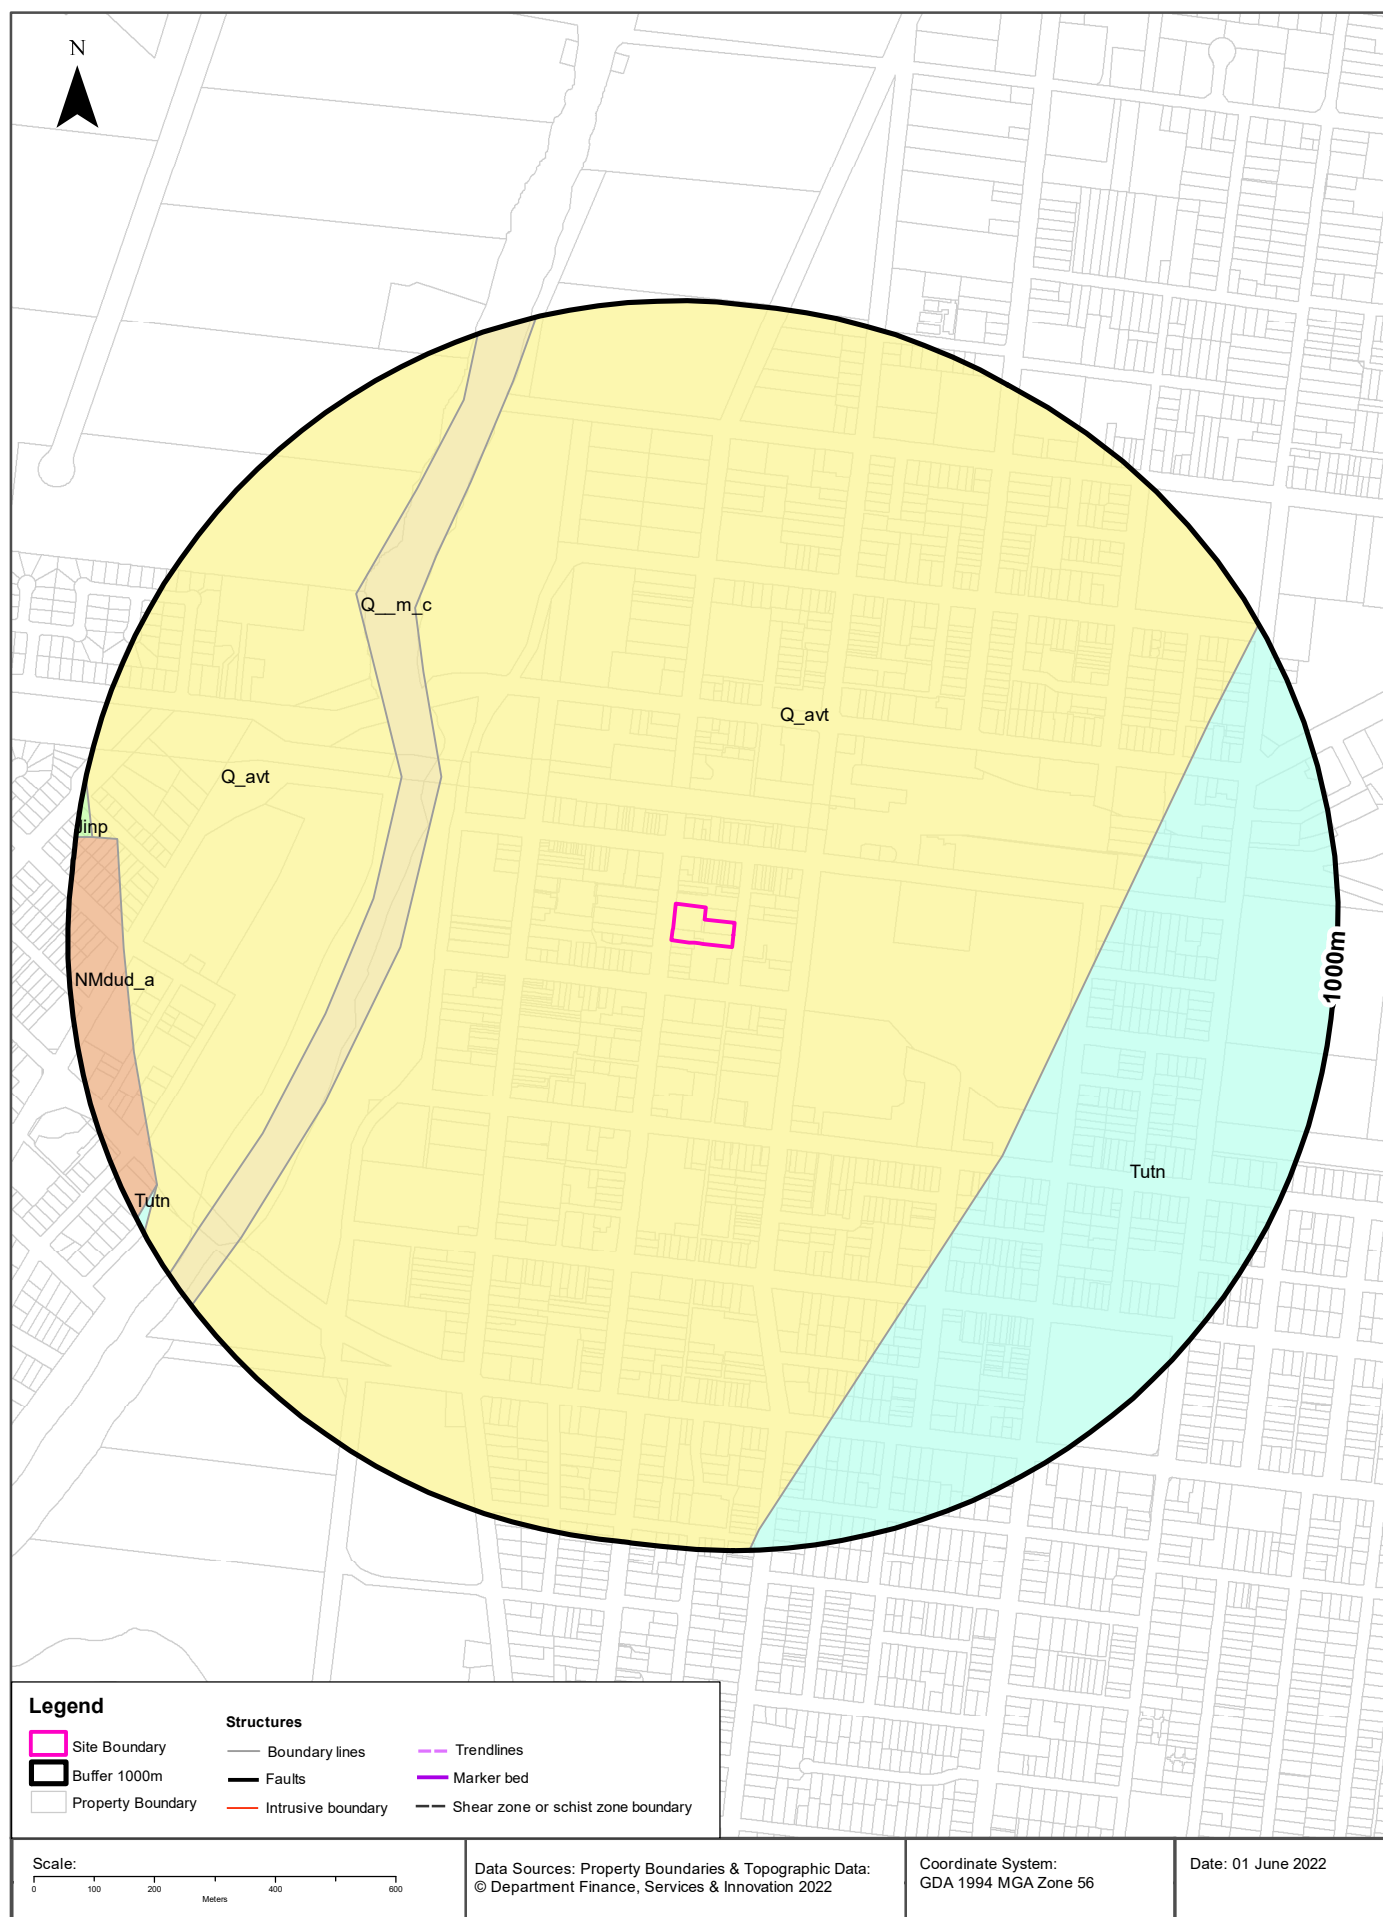 N
Q__m_c
Q_avt
Q_avt
Jinp
NMdud_a
1000m
Tutn
Tutn
Legend
Site Boundary
Buffer 1000m
Property Boundary
Structures
Boundary lines
Faults
Intrusive boundary
Trendlines
Marker bed
Shear zone or schist zone boundary
Scale:
0 100 200 400 600
Meters
Data Sources: Property Boundaries & Topographic Data:
© Department Finance, Services & Innovation 2022
Coordinate System:
GDA 1994 MGA Zone 56
Date: 01 June 2022